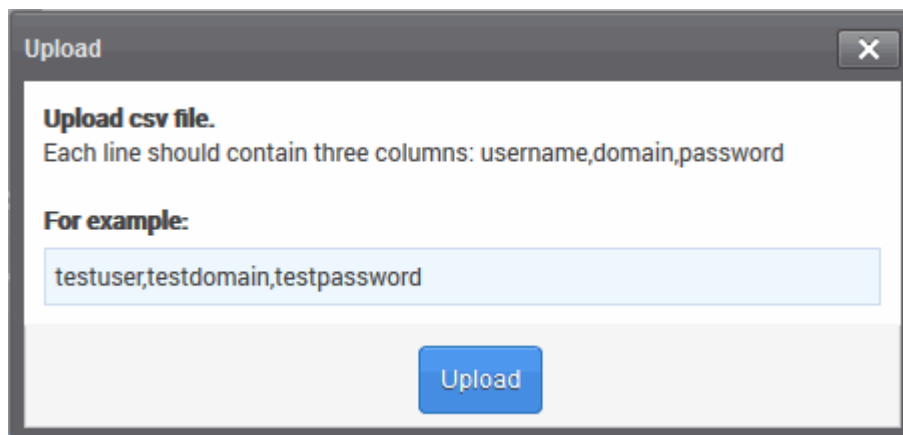 Upload
Upload csv file.
Each line should contain three columns: username,domain,password
For example:
testuser,testdomain,testpassword
Upload